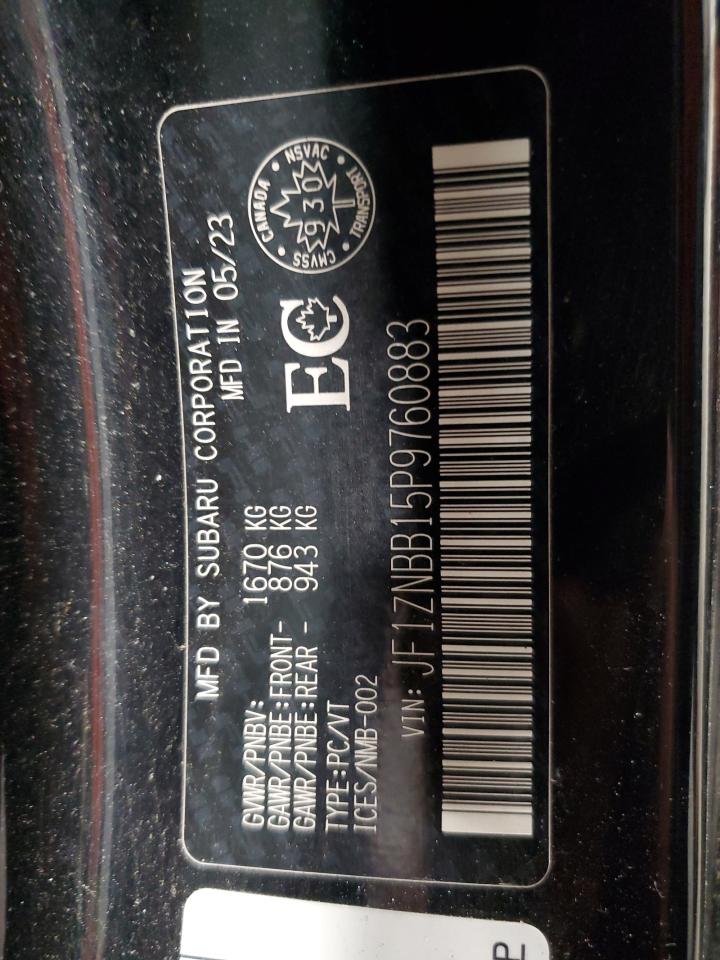 MFD BY SUBARU CORPORATION
MFD IN 05/23
GVWR/PNBV: 1670 KG
GAWR/PNBE:FRONT- 876 KG
GAWR/PNBE:REAR - 943 KG
TYPE:PC/VT
ICES/NMB-002
EC
CANADA • NSVAC • TRANSPORT • CMVSS
930
VIN: JF1ZNBB15P9760883
P